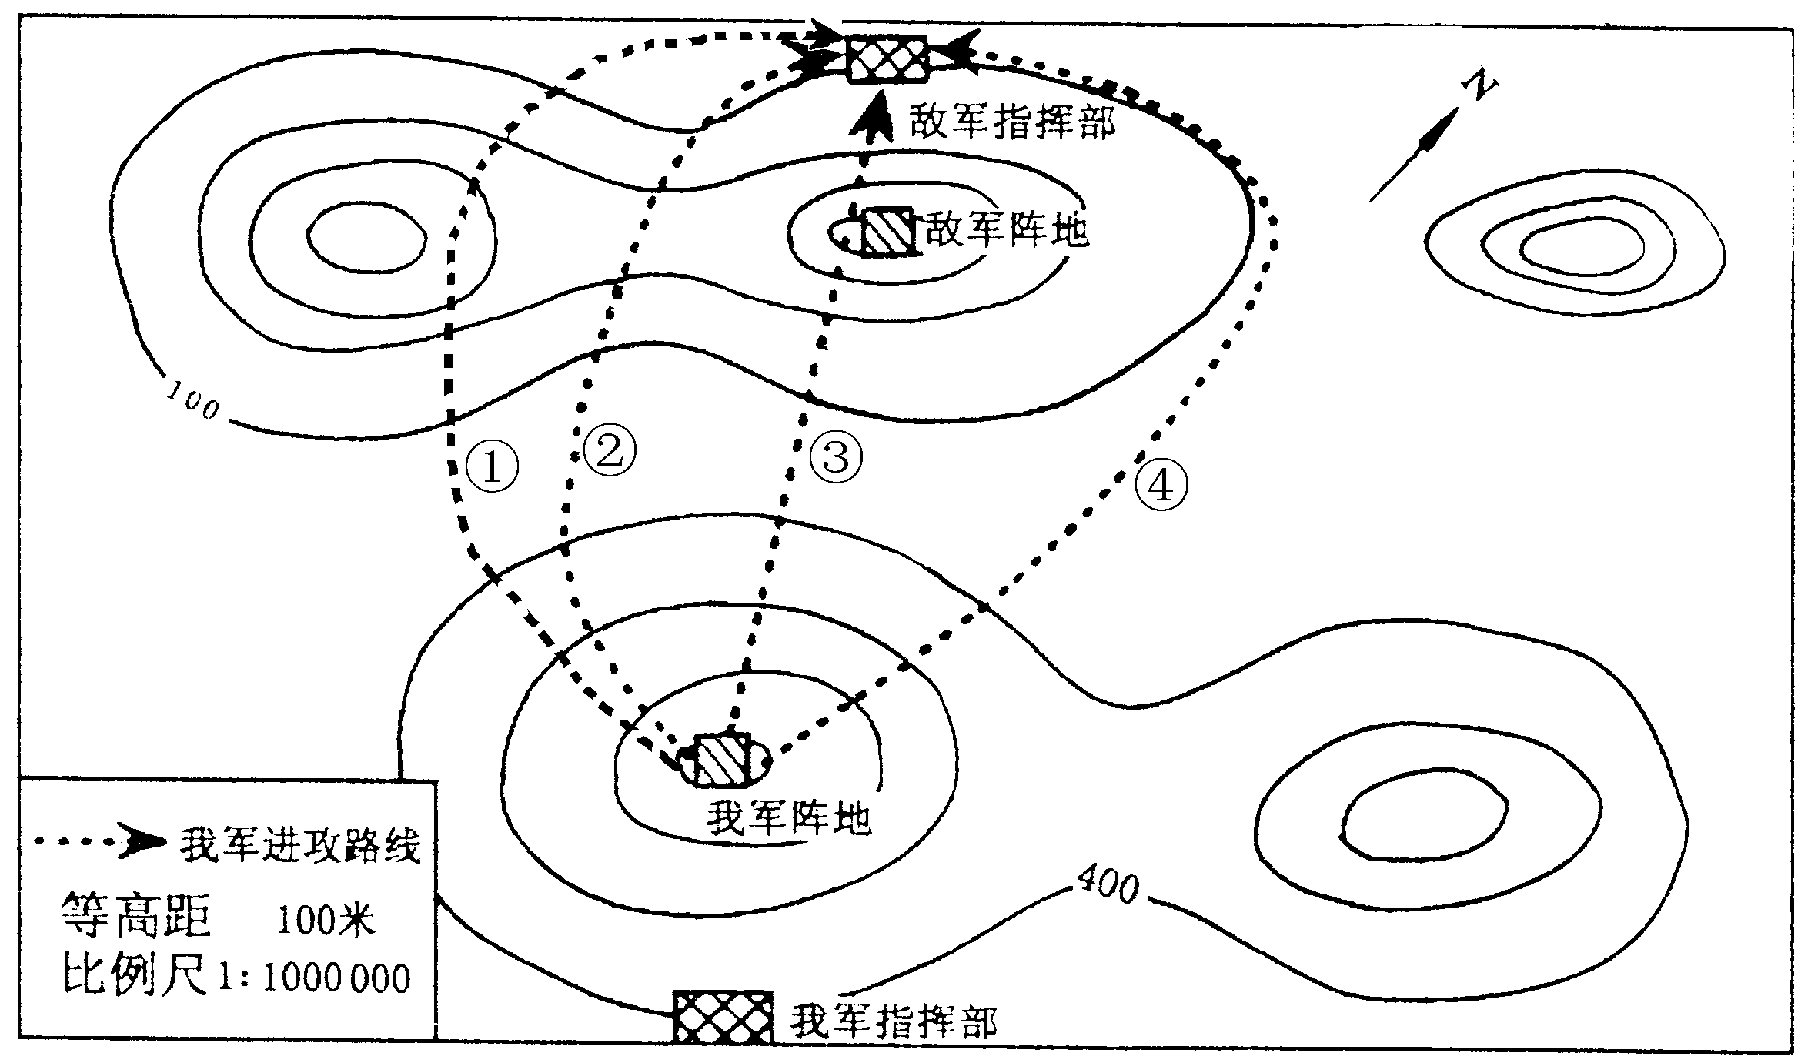 N
敌军指挥部
敌军阵地
100
①
②
③
④
我军阵地
400
我军进攻路线
等高距 100米
比例尺1:1000000
我军指挥部